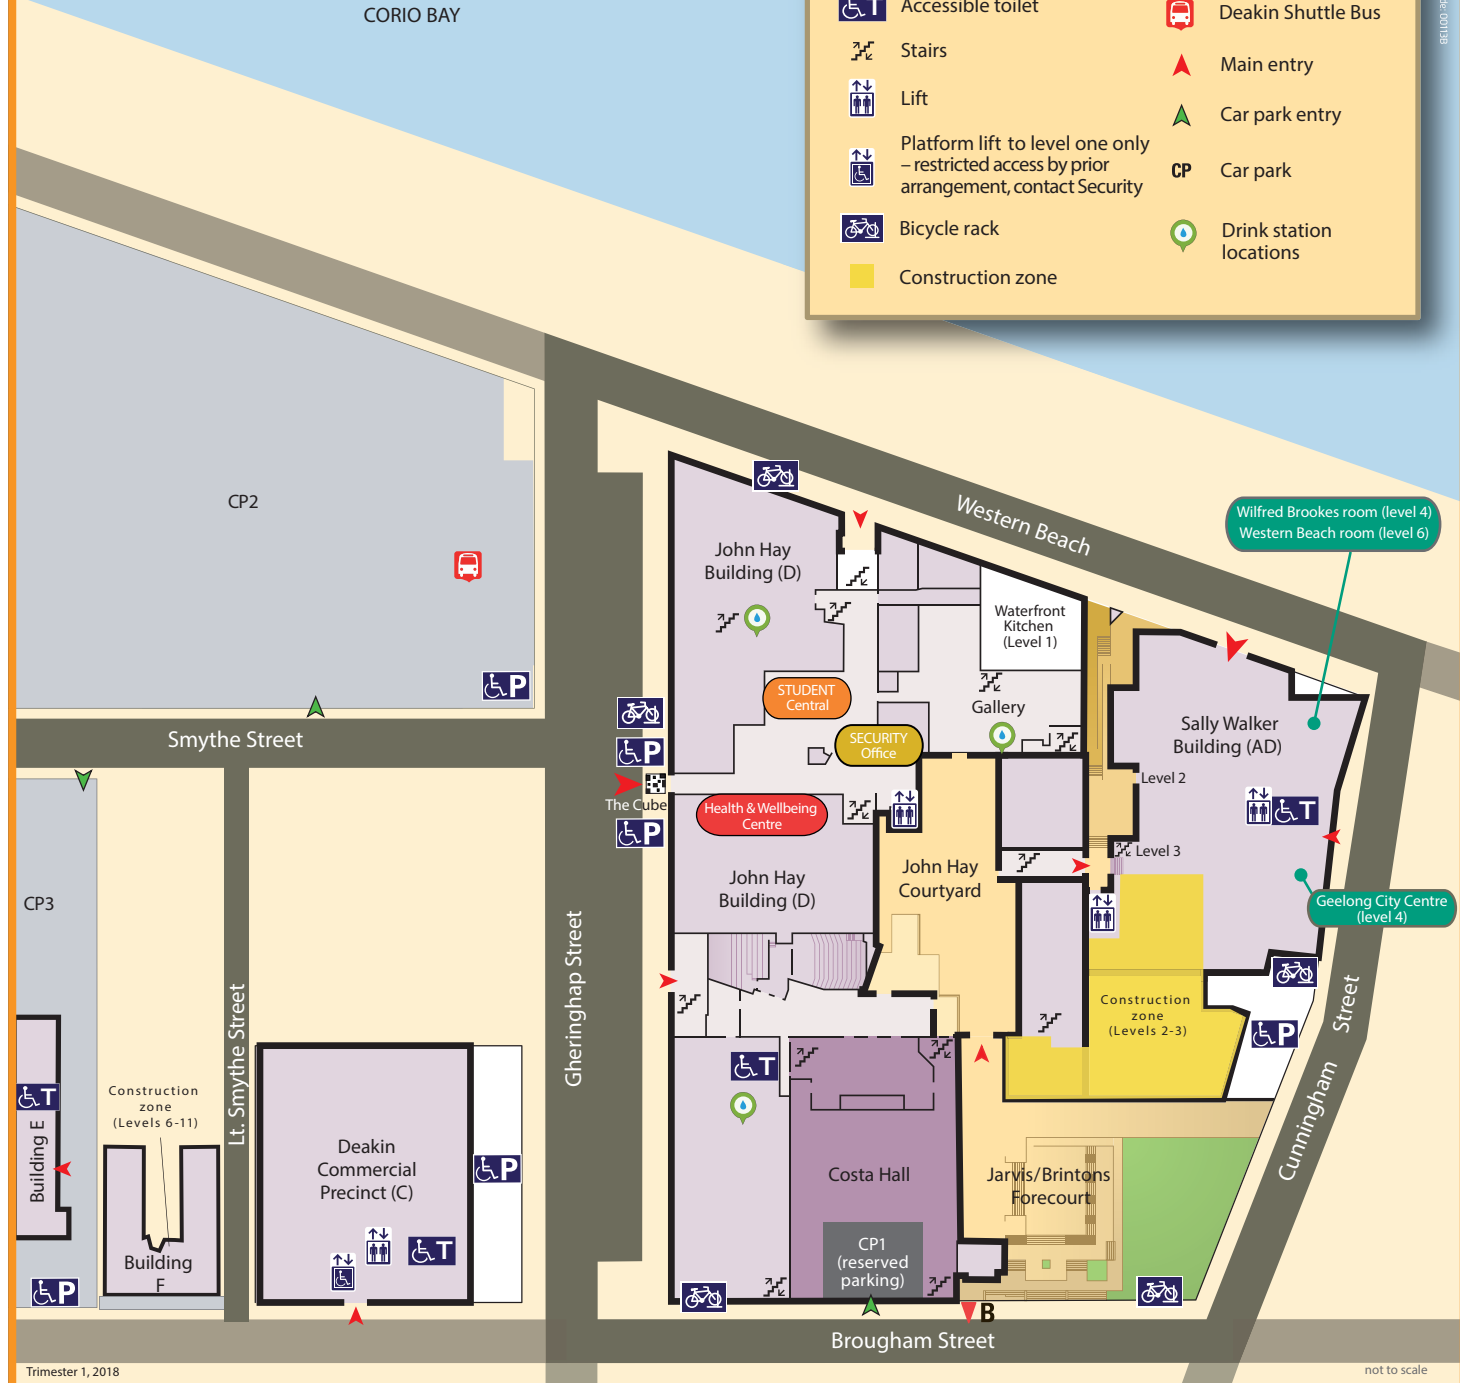 CORIO BAY
T
Accessible toilet
Stairs
Lift
Platform lift to level one only
– restricted access by prior
arrangement, contact Security
Bicycle rack
Construction zone
Deakin Shuttle Bus
Main entry
Car park entry
CP
Car park
Drink station
locations
de: 00113B
Western Beach
Wilfred Brookes room (level 4)
Western Beach room (level 6)
CP2
P
John Hay
Building (D)
Waterfront
Kitchen
(Level 1)
STUDENT
Central
Gallery
SECURITY
Office
Sally Walker
Building (AD)
Smythe Street
P
The Cube
P
Health & Wellbeing
Centre
Level 2
T
Level 3
John Hay
Building (D)
John Hay
Courtyard
Geelong City Centre
(level 4)
CP3
Gheringhap Street
Lt. Smythe Street
Construction
zone
(Levels 2-3)
P
Cunningham Street
T
Building E
Construction
zone
(Levels 6-11)
Building
F
P
Deakin
Commercial
Precinct (C)
T
P
T
Costa Hall
CP1
(reserved
parking)
Jarvis/Brintons
Forecourt
B
Brougham Street
Trimester 1, 2018
not to scale